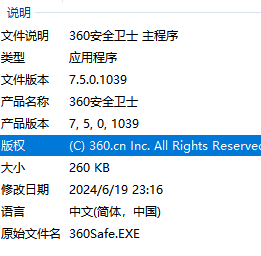 说明
文件说明 360安全卫士 主程序
类型 应用程序
文件版本 7.5.0.1039
产品名称 360安全卫士
产品版本 7, 5, 0, 1039
版权 (C) 360.cn Inc. All Rights Reserved
大小 260 KB
修改日期 2024/6/19 23:16
语言 中文(简体，中国)
原始文件名 360Safe.EXE